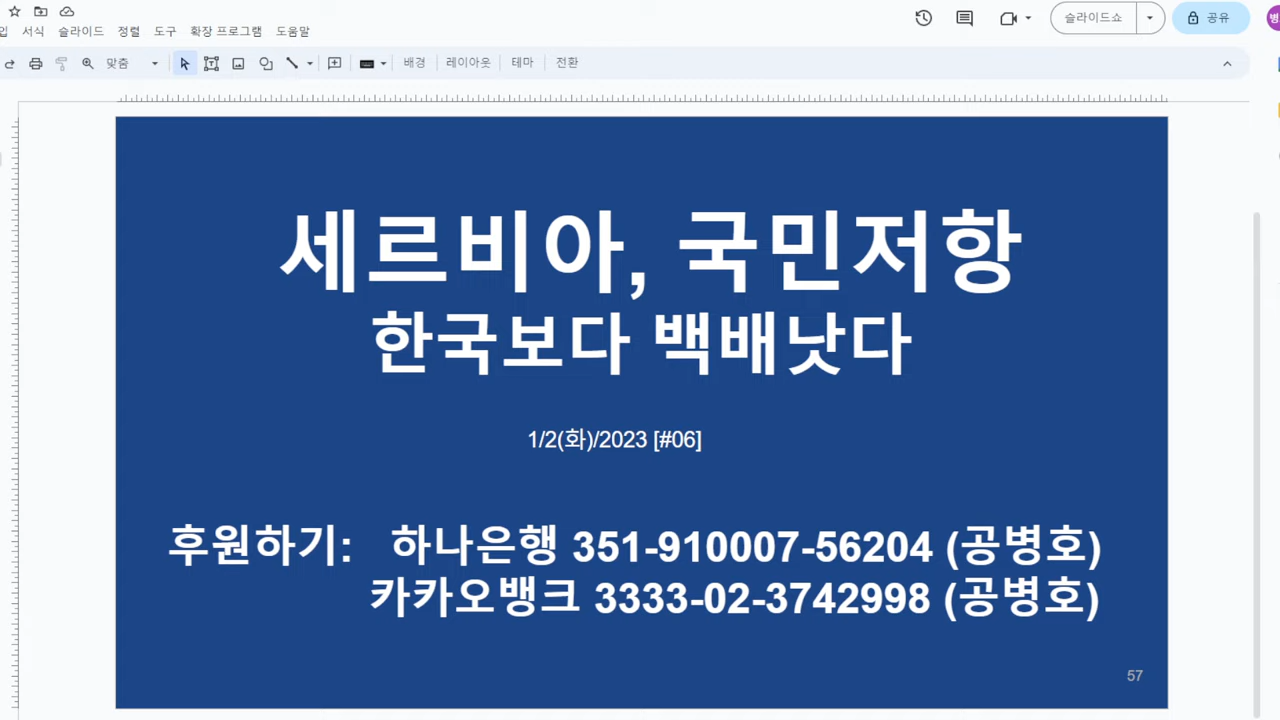 서식 슬라이드 정렬 도구 확장 프로그램 도움말
슬라이드쇼
공유
병
맞춤
배경
레이아웃
테마
전환
세르비아, 국민저항
한국보다 백배낫다
1/2(화)/2023 [#06]
후원하기: 하나은행 351-910007-56204 (공병호)
카카오뱅크 3333-02-3742998 (공병호)
57